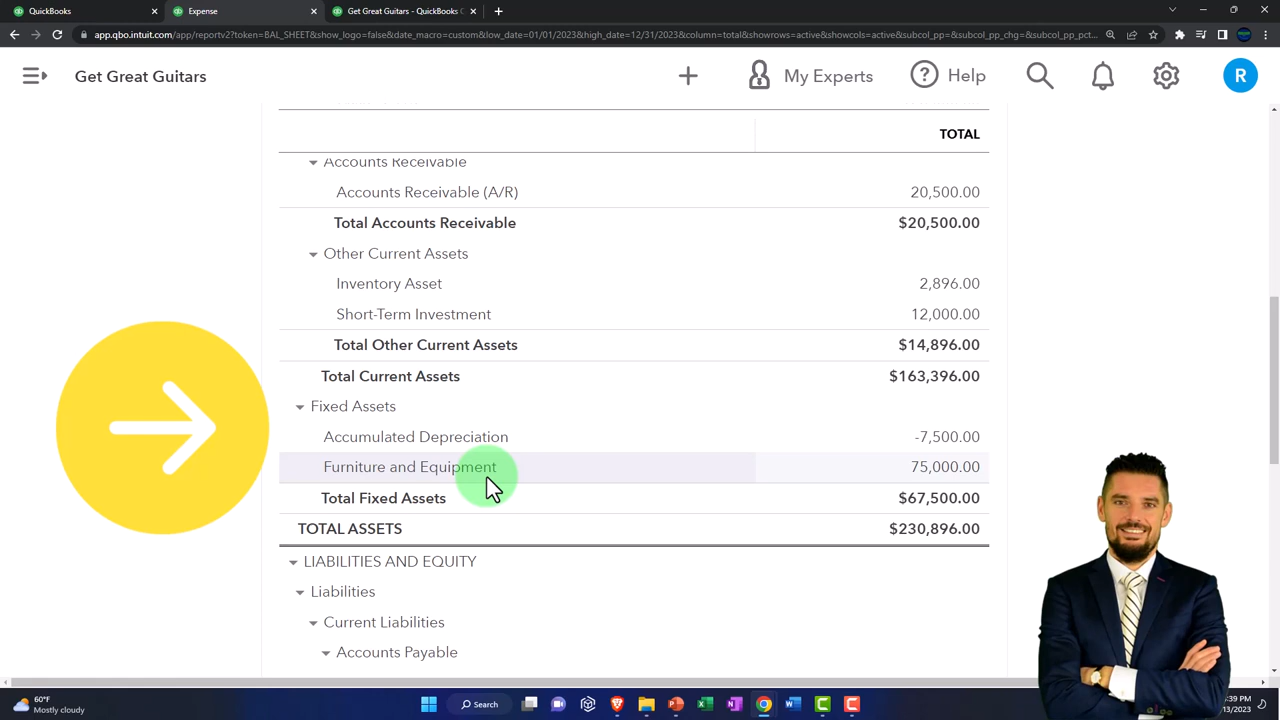 QuickBooks
Expense
Get Great Guitars - QuickBooks
app.qbo.intuit.com/app/reportv2?token=BAL_SHEET&show_logo=false&date_macro=custom&low_date=01/01/2023&high_date=12/31/2023&column=total&showrows=active&showcols=active&subcol_pp=&subcol_pp_chg=&subcol_pp_pct...
Get Great Guitars
My Experts
Help
R
TOTAL
Accounts Receivable
Accounts Receivable (A/R) 20,500.00
Total Accounts Receivable $20,500.00
Other Current Assets
Inventory Asset 2,896.00
Short-Term Investment 12,000.00
Total Other Current Assets $14,896.00
Total Current Assets $163,396.00
Fixed Assets
Accumulated Depreciation -7,500.00
Furniture and Equipment 75,000.00
Total Fixed Assets $67,500.00
TOTAL ASSETS $230,896.00
LIABILITIES AND EQUITY
Liabilities
Current Liabilities
Accounts Payable
60°F
Mostly cloudy
Search